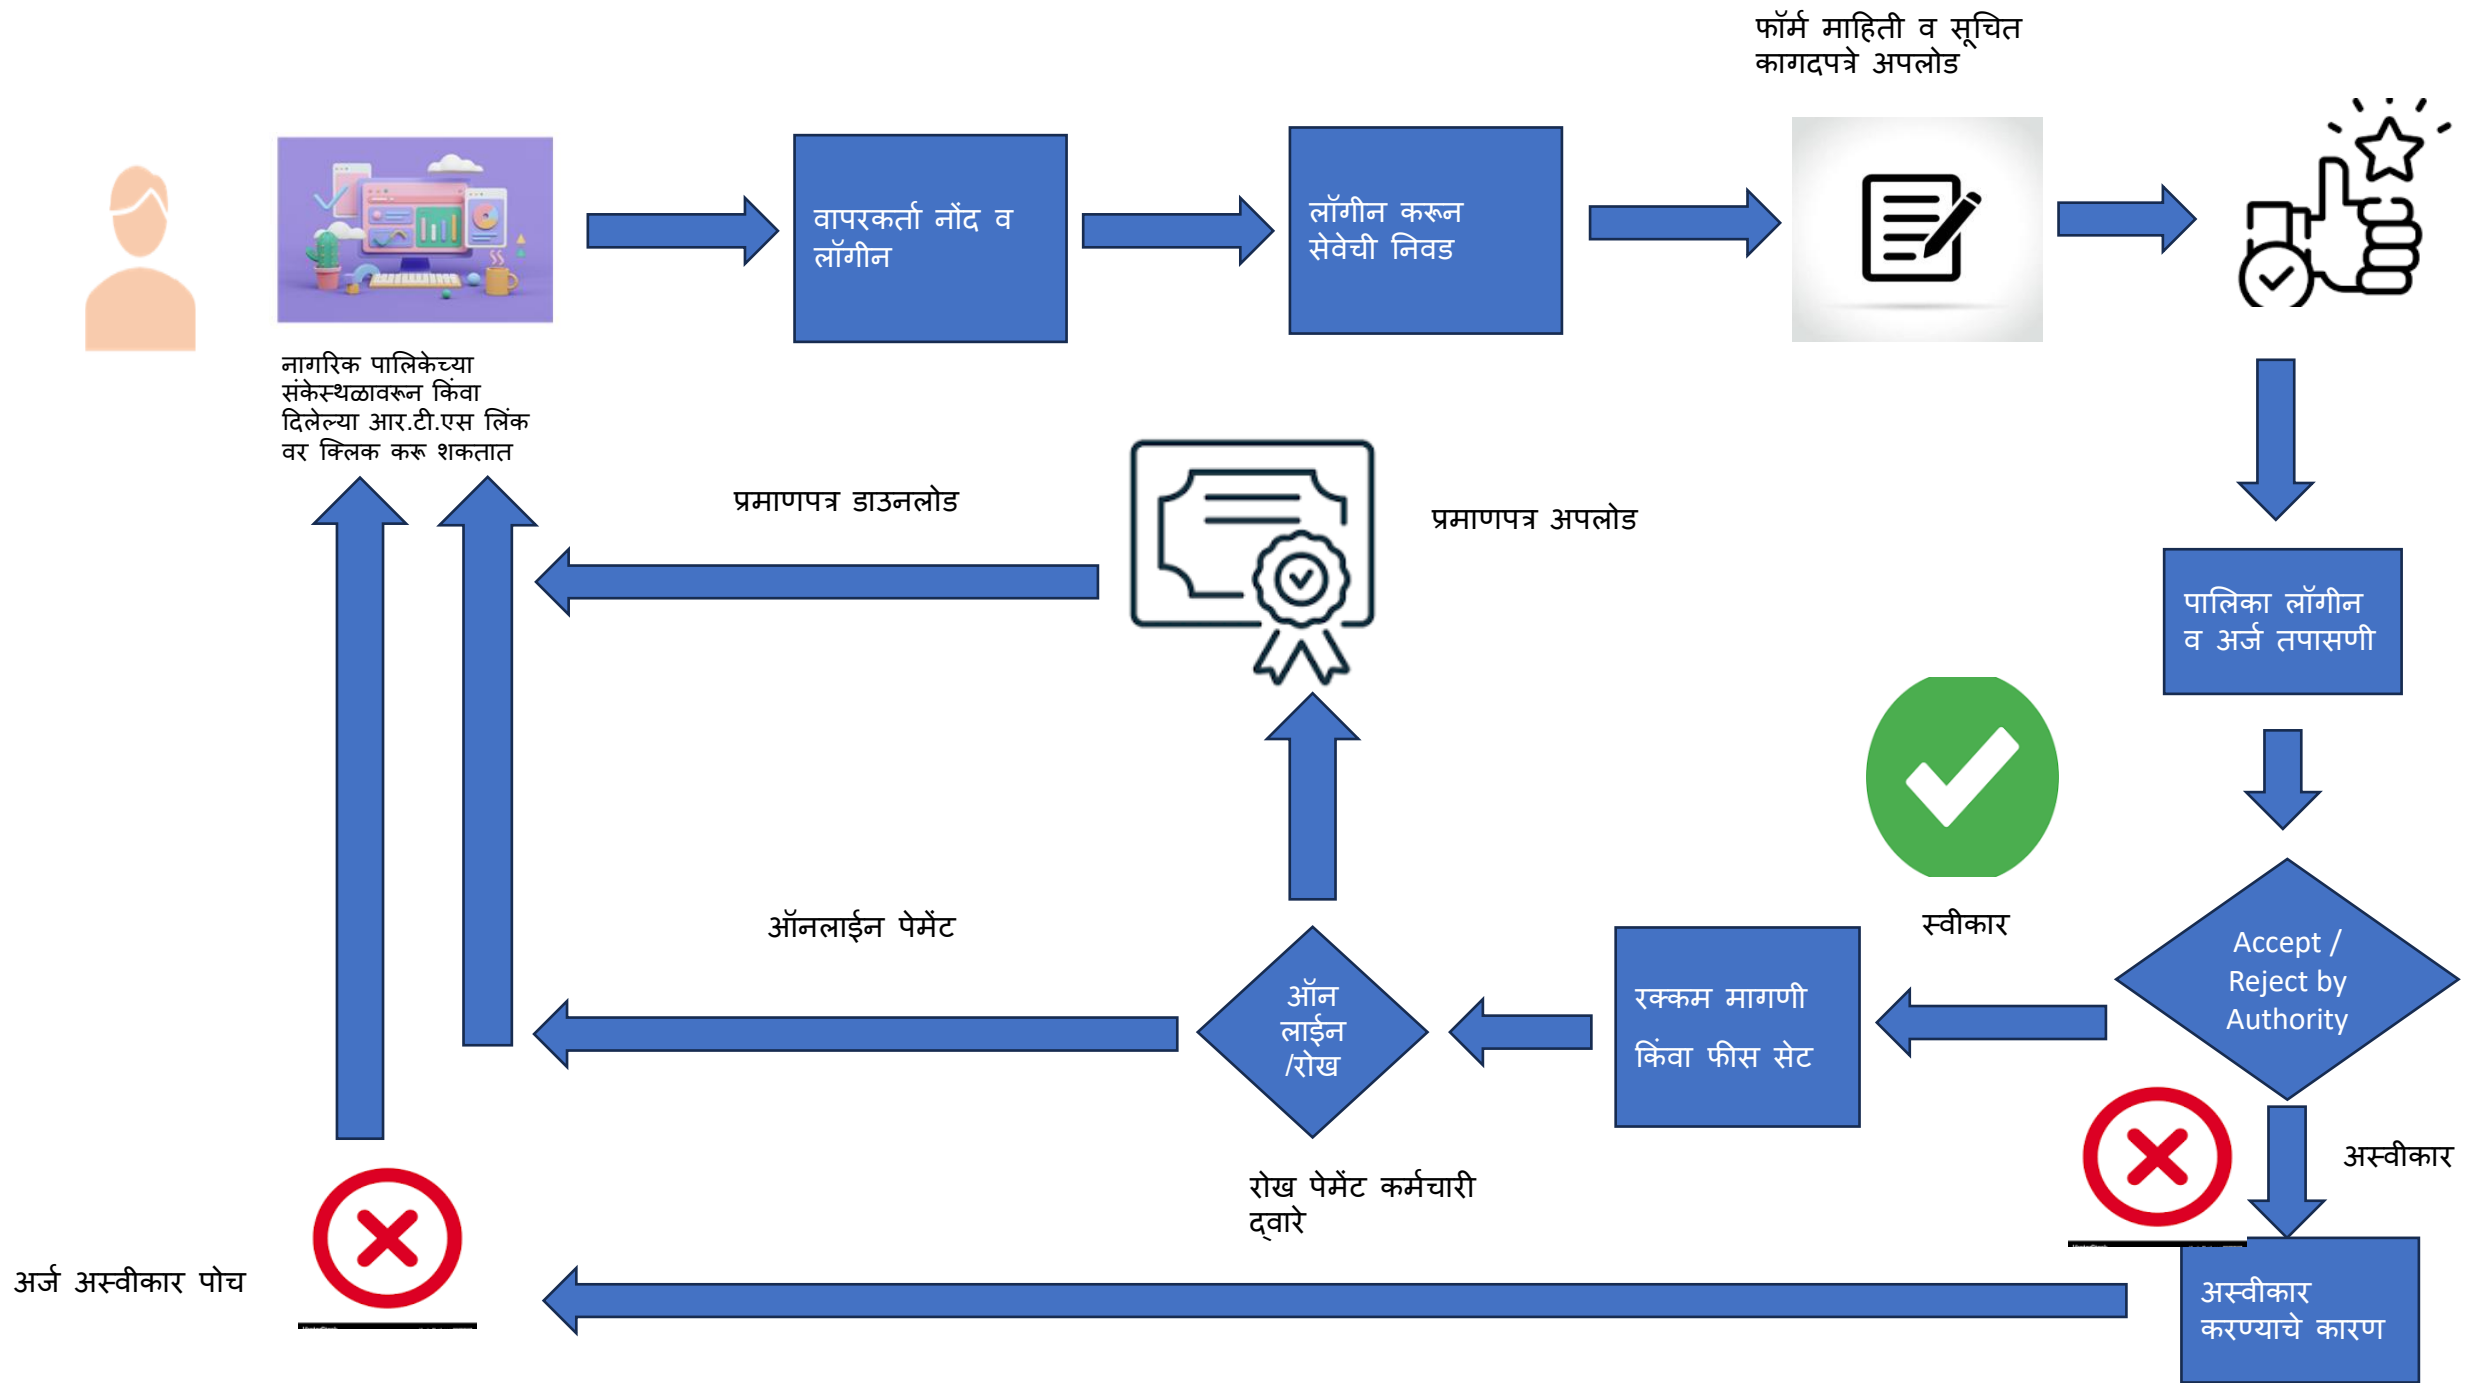 फॉर्म माहिती व सूचित
कागदपत्रे अपलोड
वापरकर्ता नोंद व
लॉगीन
लॉगीन करून
सेवेची निवड
नागरिक पालिकेच्या
संकेस्थळावरून किंवा
दिलेल्या आर.टी.एस लिंक
वर क्लिक करू शकतात
प्रमाणपत्र डाउनलोड
प्रमाणपत्र अपलोड
पालिका लॉगीन
व अर्ज तपासणी
स्वीकार
Accept /
Reject by
Authority
ऑनलाईन पेमेंट
ऑन
लाईन
/रोख
रक्कम मागणी
किंवा फीस सेट
अस्वीकार
रोख पेमेंट कर्मचारी
द्वारे
अर्ज अस्वीकार पोच
अस्वीकार
करण्याचे कारण